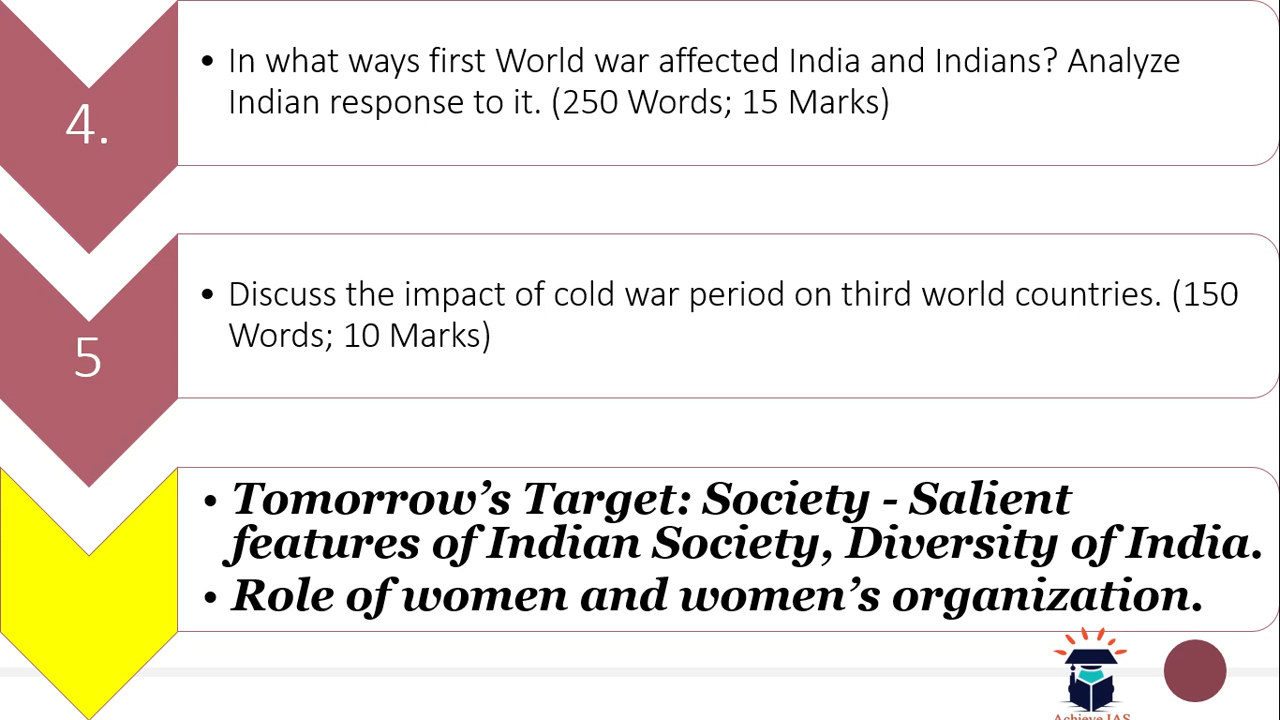 4.
• In what ways first World war affected India and Indians? Analyze
Indian response to it. (250 Words; 15 Marks)
5
• Discuss the impact of cold war period on third world countries. (150
Words; 10 Marks)
• Tomorrow's Target: Society - Salient
features of Indian Society, Diversity of India.
• Role of women and women's organization.
Achieve IAS